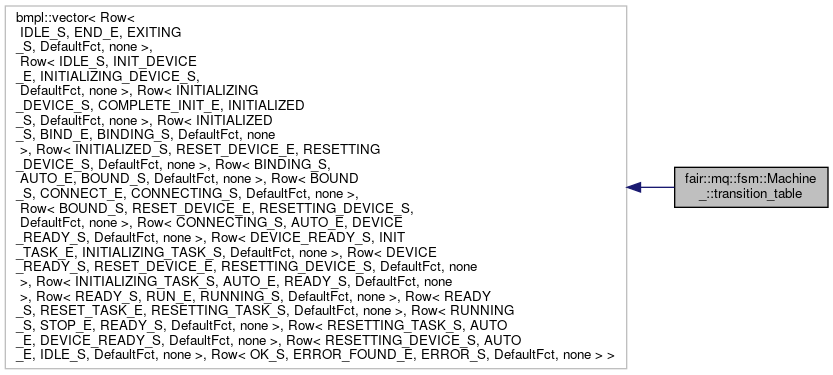 bmpl::vector< Row<
IDLE_S, END_E, EXITING
_S, DefaultFct, none >,
Row< IDLE_S, INIT_DEVICE
_E, INITIALIZING_DEVICE_S,
DefaultFct, none >, Row< INITIALIZING
_DEVICE_S, COMPLETE_INIT_E, INITIALIZED
_S, DefaultFct, none >, Row< INITIALIZED
_S, BIND_E, BINDING_S, DefaultFct, none
>, Row< INITIALIZED_S, RESET_DEVICE_E, RESETTING
_DEVICE_S, DefaultFct, none >, Row< BINDING_S,
AUTO_E, BOUND_S, DefaultFct, none >, Row< BOUND
_S, CONNECT_E, CONNECTING_S, DefaultFct, none >,
Row< BOUND_S, RESET_DEVICE_E, RESETTING_DEVICE_S,
DefaultFct, none >, Row< CONNECTING_S, AUTO_E, DEVICE
_READY_S, DefaultFct, none >, Row< DEVICE_READY_S, INIT
_TASK_E, INITIALIZING_TASK_S, DefaultFct, none >, Row< DEVICE
_READY_S, RESET_DEVICE_E, RESETTING_DEVICE_S, DefaultFct, none
>, Row< INITIALIZING_TASK_S, AUTO_E, READY_S, DefaultFct, none
>, Row< READY_S, RUN_E, RUNNING_S, DefaultFct, none >, Row< READY
_S, RESET_TASK_E, RESETTING_TASK_S, DefaultFct, none >, Row< RUNNING
_S, STOP_E, READY_S, DefaultFct, none >, Row< RESETTING_TASK_S, AUTO
_E, DEVICE_READY_S, DefaultFct, none >, Row< RESETTING_DEVICE_S, AUTO
_E, IDLE_S, DefaultFct, none >, Row< OK_S, ERROR_FOUND_E, ERROR_S, DefaultFct, none > >
fair::mq::fsm::Machine
_::transition_table